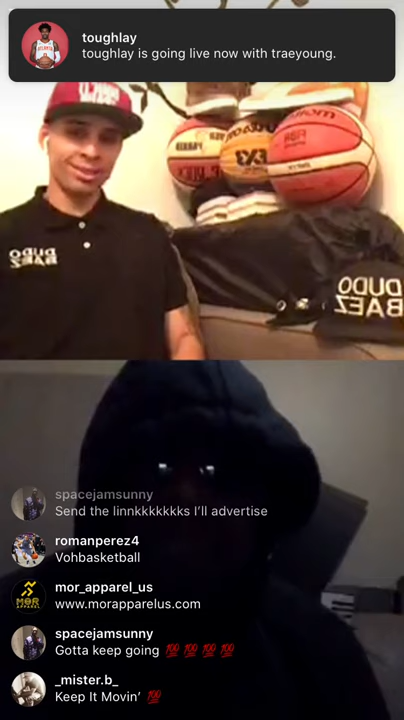 toughlay
toughlay is going live now with traeyoung.
DUDO
BAEZ
DUDO
BAEZ
spacejamsunny
Send the linnkkkkkkks I'll advertise
romanperez4
Vohbasketball
mor_apparel_us
www.morapparelus.com
spacejamsunny
Gotta keep going 💯 💯 💯 💯
_mister.b_
Keep It Movin' 💯